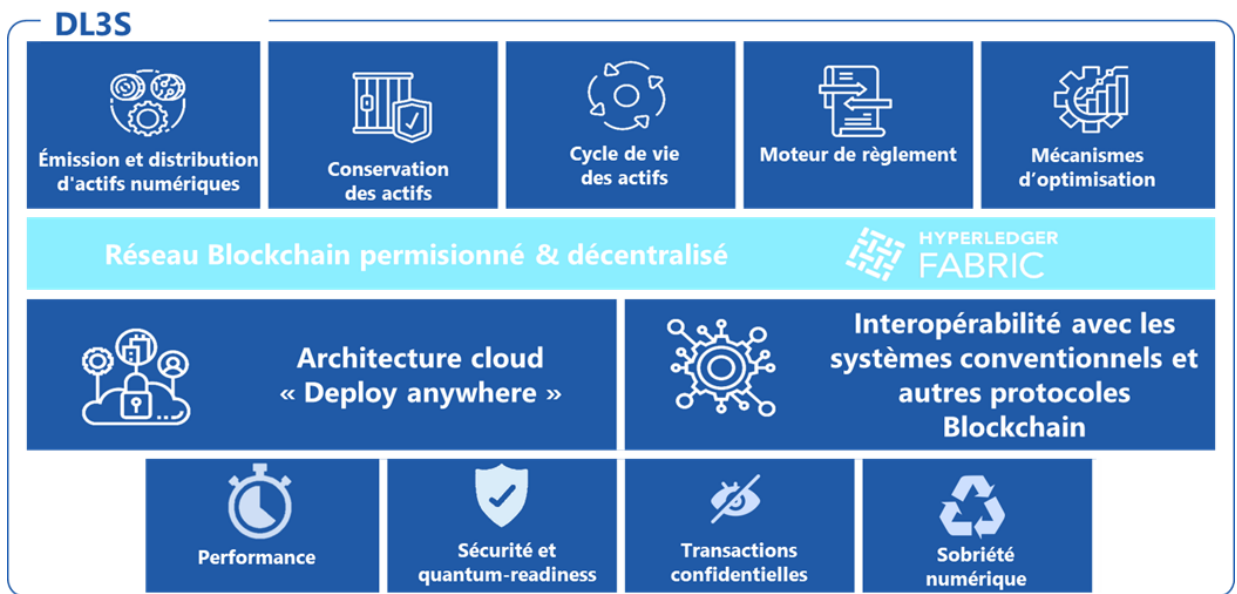 DL3S
Émission et distribution
d'actifs numériques
Conservation
des actifs
Cycle de vie
des actifs
Moteur de règlement
Mécanismes
d'optimisation
Réseau Blockchain permisionné & décentralisé
HYPERLEDGER
FABRIC
Architecture cloud
« Deploy anywhere »
Interopérabilité avec les
systèmes conventionnels et
autres protocoles
Blockchain
Performance
Sécurité et
quantum-readiness
Transactions
confidentielles
Sobriété
numérique